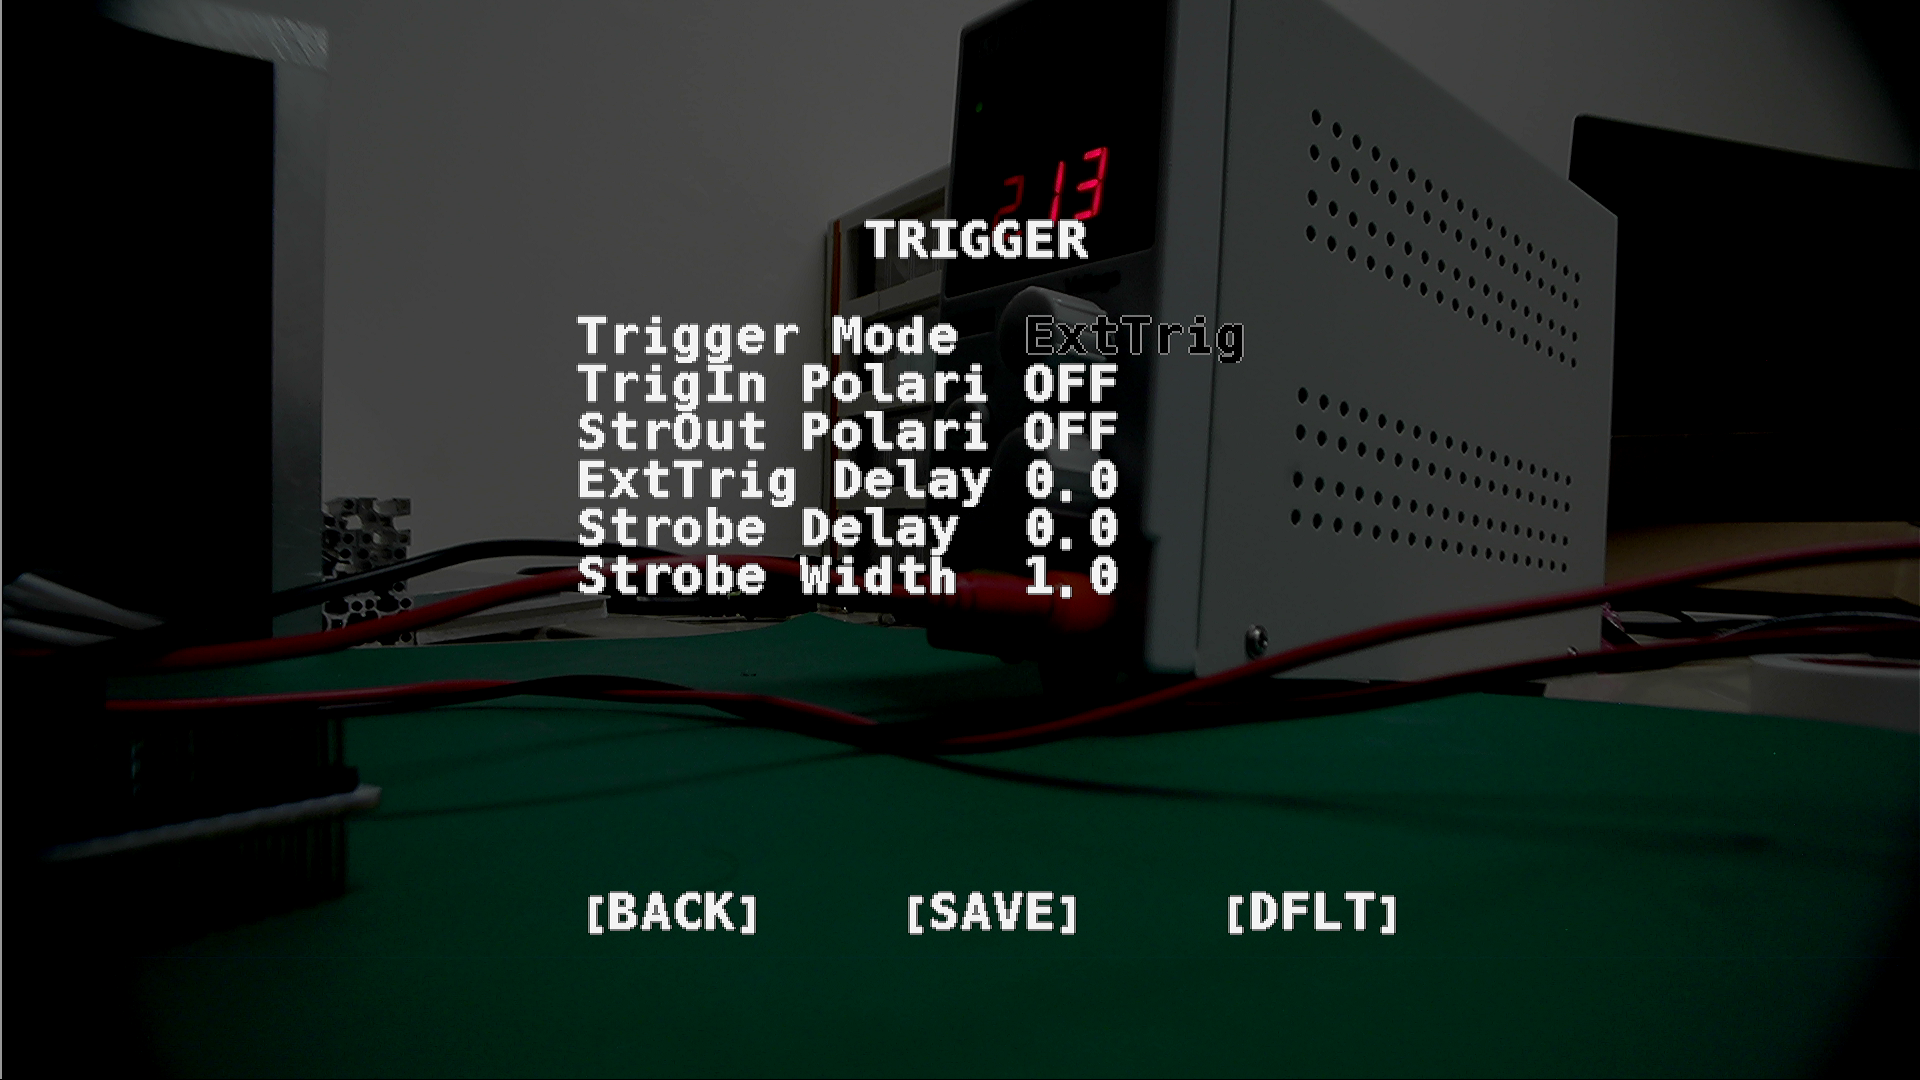 213
TRIGGER
Trigger Mode ExtTrig
TrigIn Polari OFF
StrOut Polari OFF
ExtTrig Delay 0.0
Strobe Delay 0.0
Strobe Width 1.0
[BACK] [SAVE] [DFLT]